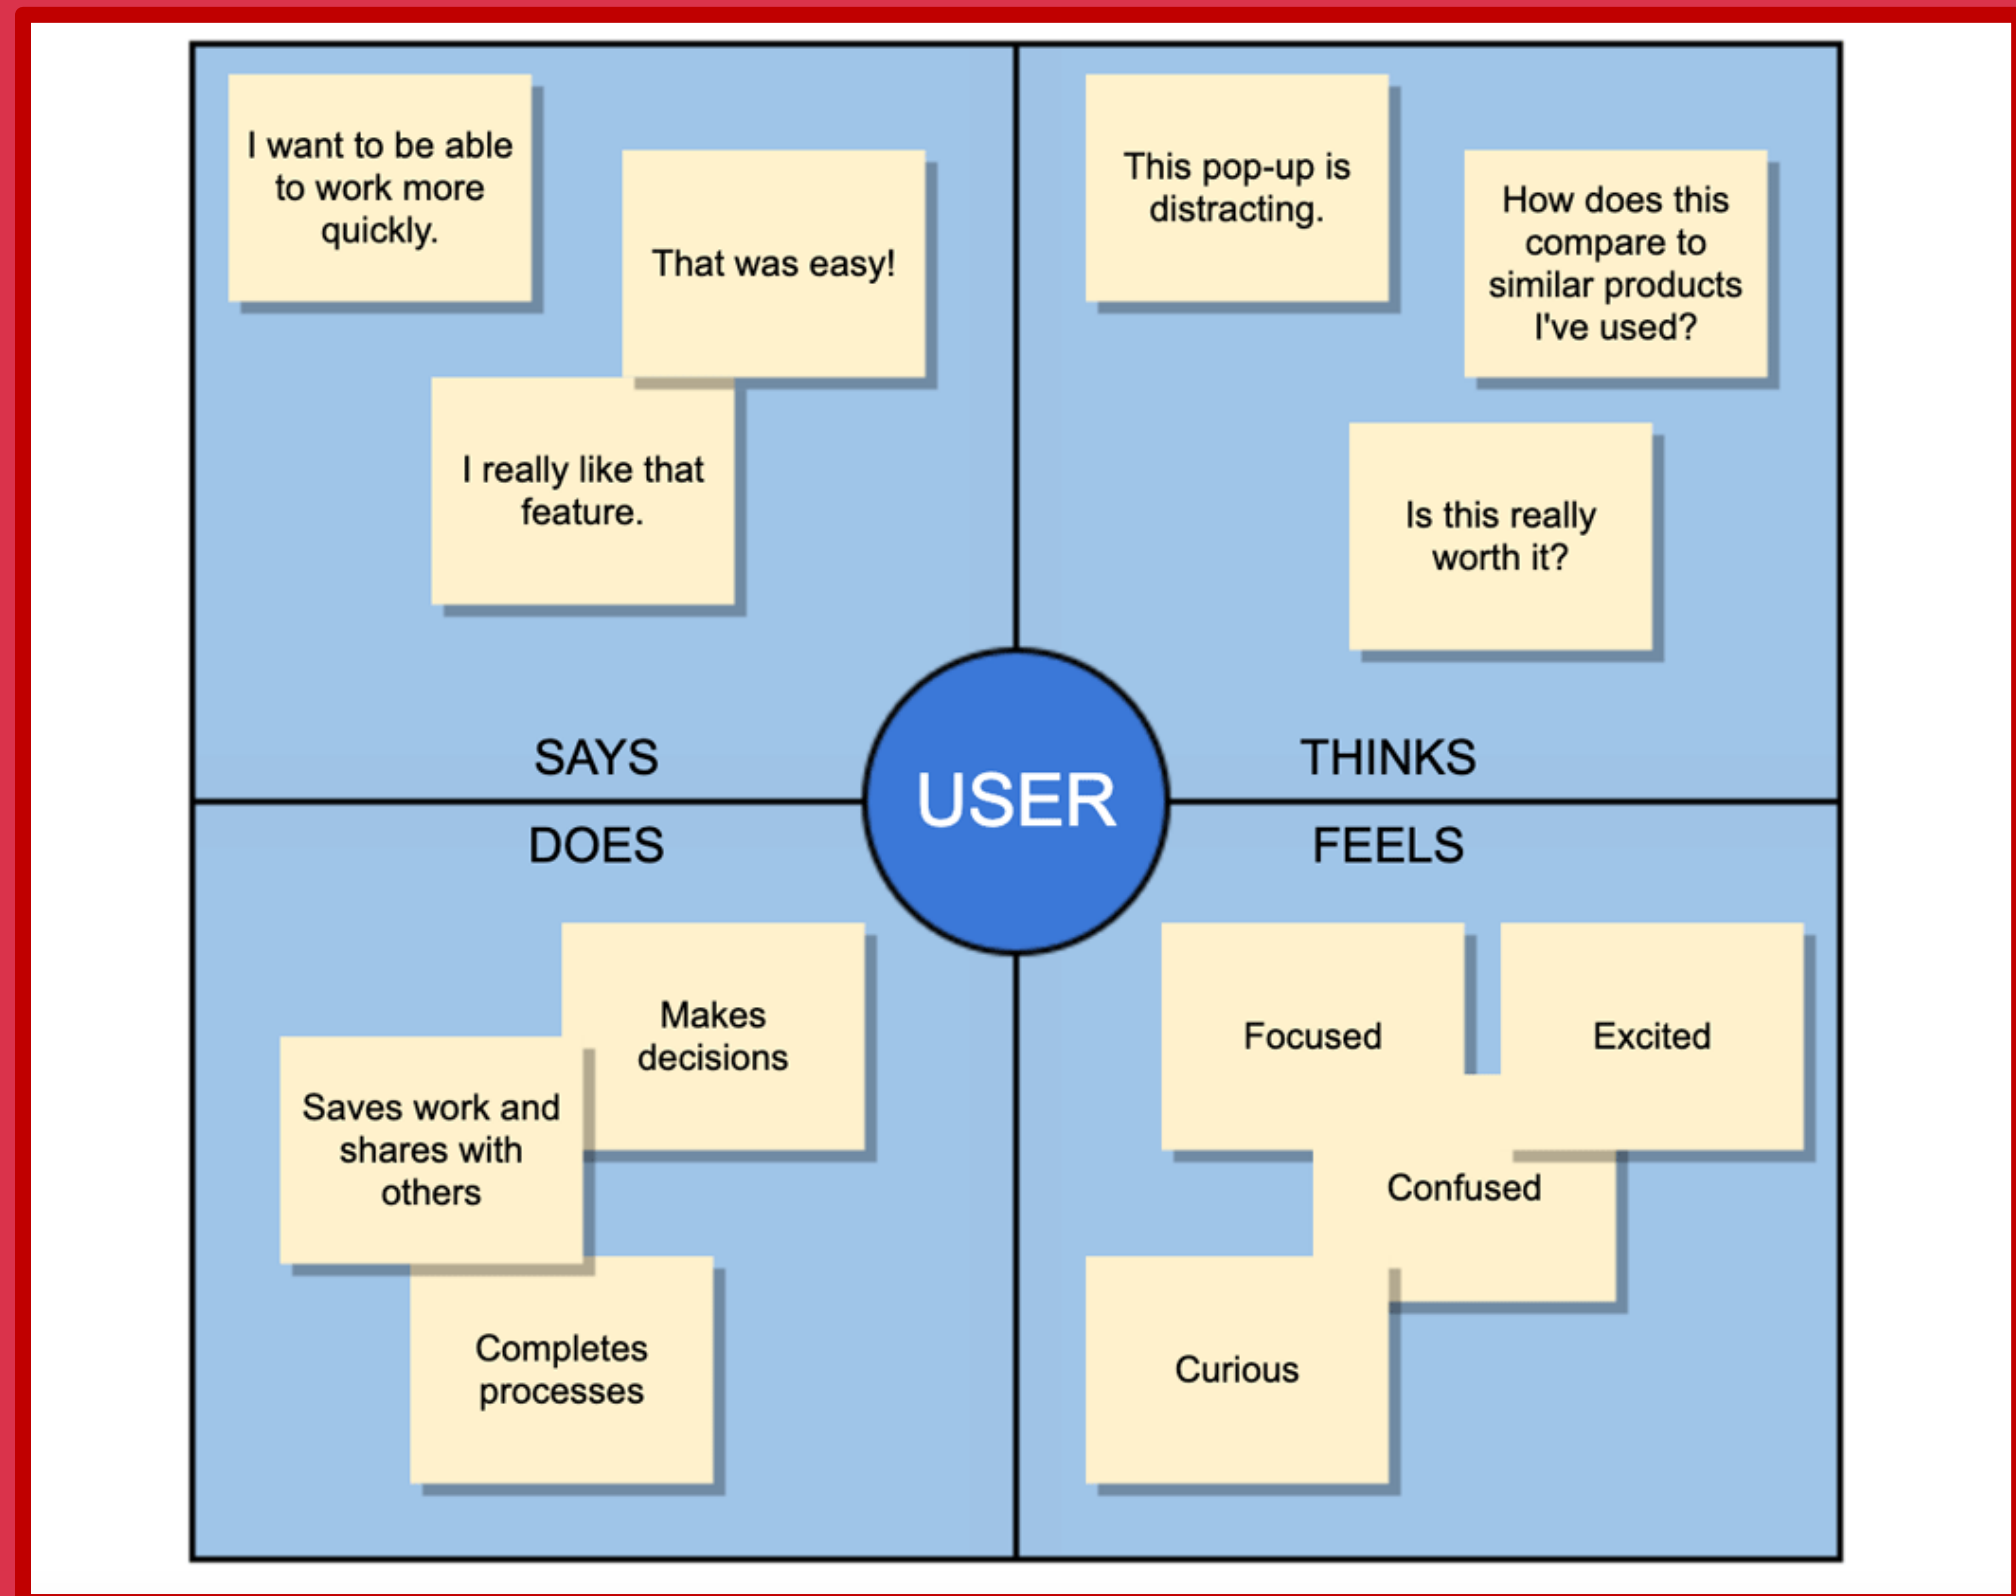 I want to be able
to work more
quickly.
That was easy!
I really like that
feature.
SAYS
This pop-up is
distracting.
How does this
compare to
similar products
I've used?
Is this really
worth it?
THINKS
USER
DOES
Makes
decisions
Saves work and
shares with
others
Completes
processes
FEELS
Focused
Excited
Confused
Curious